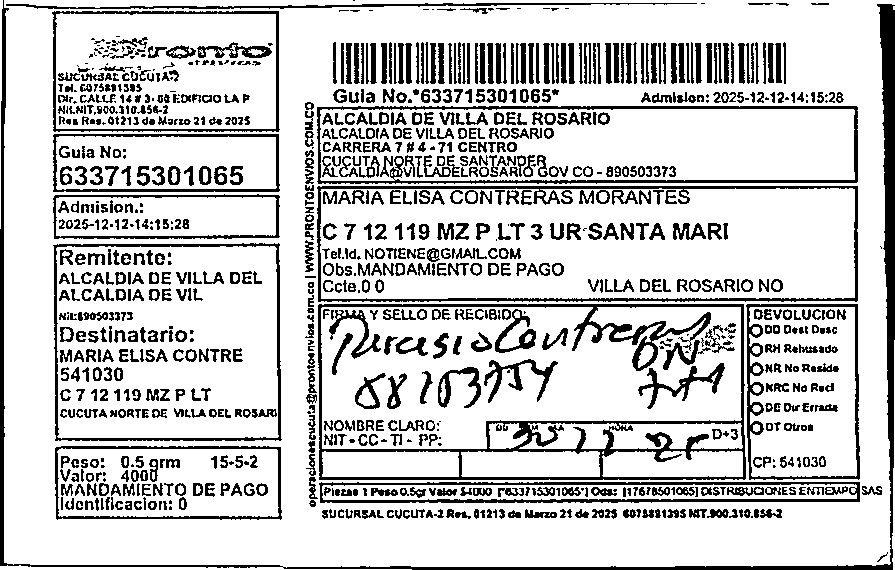 Pronto
SUCURSAL CUCUTA-2
Tel. 6075891395
Dir. CALLE 14 # 3- 80 EDIFICIO LA P
Nit.NIT.900.310.856-2
Res Res. 01213 de Marzo 21 de 2025
Guia No:
633715301065
Admision.:
2025-12-12-14:15:28
Remitente:
ALCALDIA DE VILLA DEL
ALCALDIA DE VIL
Nit:890503373
Destinatario:
MARIA ELISA CONTRE
541030
C 7 12 119 MZ P LT
CUCUTA NORTE DE VILLA DEL ROSARI
Peso: 0.5 grm 15-5-2
Valor: 4000
MANDAMIENTO DE PAGO
Identificacion: 0
operacionescucuta@prontoenvios.com.co | WWW.PRONTOENVIOS.COM.CO
Guia No.*633715301065* Admision: 2025-12-12-14:15:28
ALCALDIA DE VILLA DEL ROSARIO
ALCALDIA DE VILLA DEL ROSARIO
CARRERA 7 # 4 - 71 CENTRO
CUCUTA NORTE DE SANTANDER
ALCALDIA@VILLADELROSARIO GOV CO - 890503373
MARIA ELISA CONTRERAS MORANTES
C 7 12 119 MZ P LT 3 UR SANTA MARI
Tel.Id. NOTIENE@GMAIL.COM
Obs.MANDAMIENTO DE PAGO
Ccte.0 0 VILLA DEL ROSARIO NO
FIRMA Y SELLO DE RECIBIDO:
Contreras
NOMBRE CLARO:
NIT - CC - TI - PP:
DD MM AA HORA
30 12 25 D+3
DEVOLUCION
DD Dest Desc
RH Rehusado
NR No Reside
NRC No Recl
DE Dir Errada
OT Otros
CP: 541030
Piezas 1 Peso 0.5gr Valor $4000 ["633715301065"] Ods: [17678501065] DISTRIBUCIONES ENTIEMPO SAS
SUCURSAL CUCUTA-2 Res. 01213 de Marzo 21 de 2025 6075891395 NIT.900.310.856-2